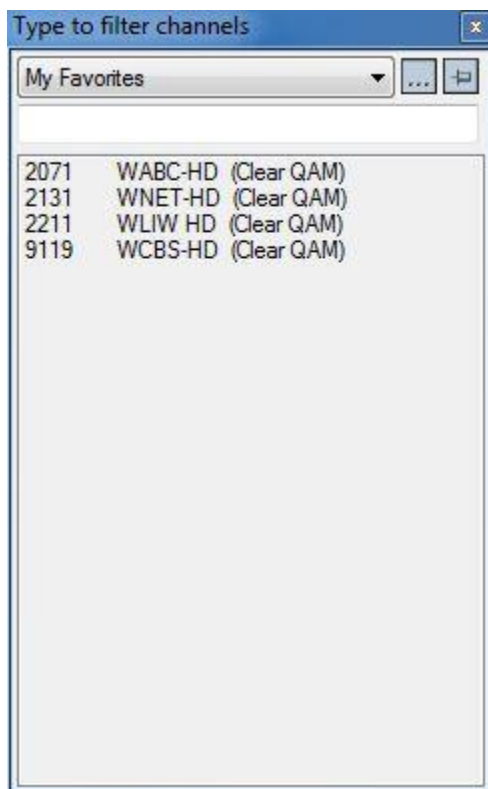 Type to filter channels
My Favorites
...
2071 WABC-HD (Clear QAM)
2131 WNET-HD (Clear QAM)
2211 WLIW HD (Clear QAM)
9119 WCBS-HD (Clear QAM)